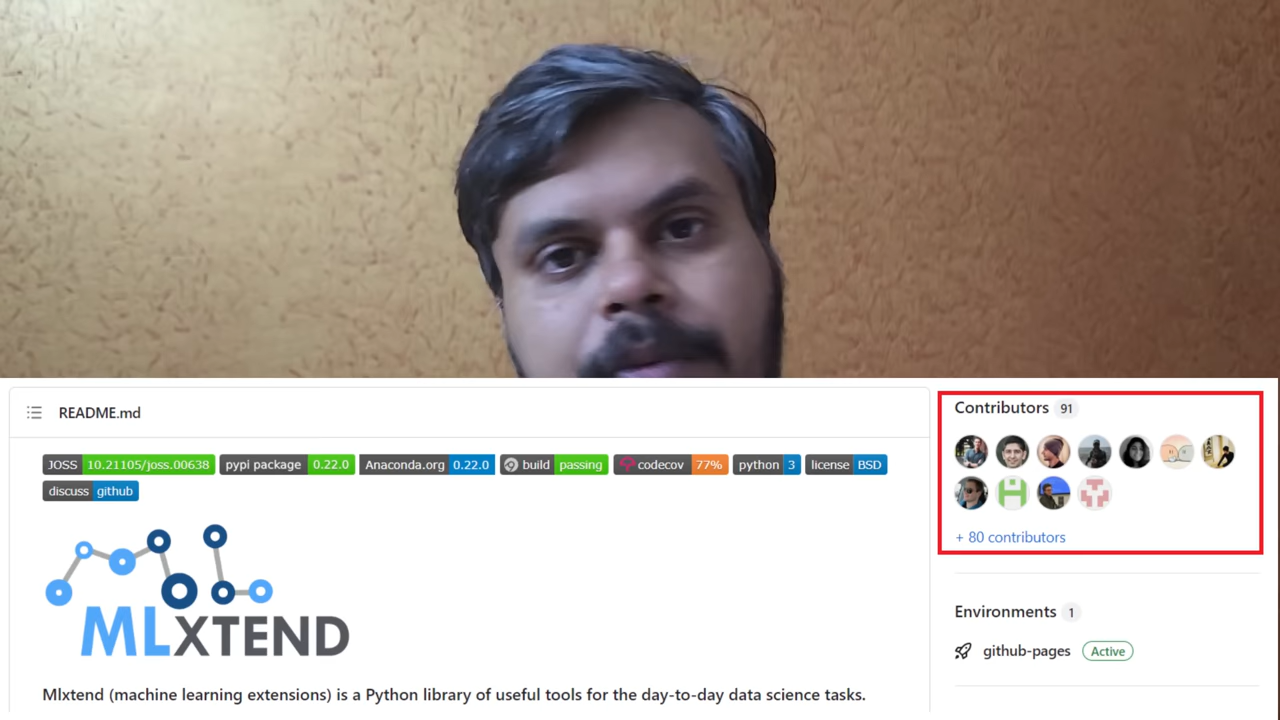 README.md
JOSS 10.21105/joss.00638 pypi package 0.22.0 Anaconda.org 0.22.0 build passing codecov 77% python 3 license BSD
discuss github
MLXTEND
Mlxtend (machine learning extensions) is a Python library of useful tools for the day-to-day data science tasks.
Contributors 91
+ 80 contributors
Environments 1
github-pages Active